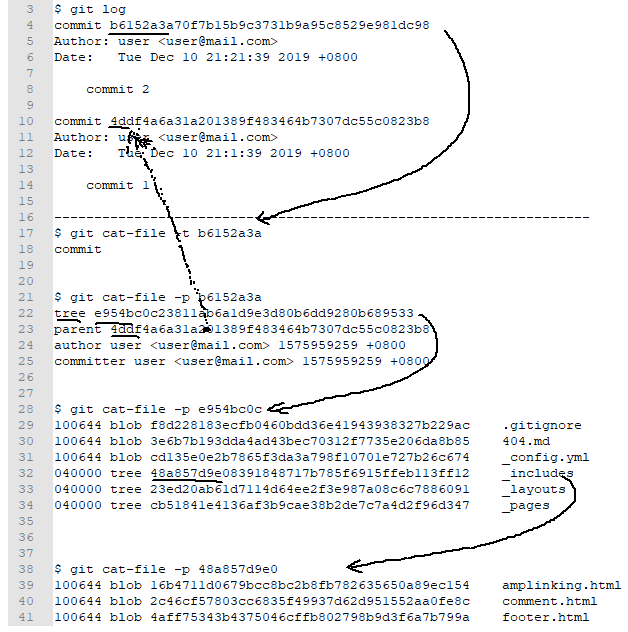 3 $ git log
4 commit b6152a3a70f7b15b9c3731b9a95c8529e981dc98
5 Author: user <user@mail.com>
6 Date:   Tue Dec 10 21:21:39 2019 +0800
7
8     commit 2
9
10 commit 4ddf4a6a31a201389f483464b7307dc55c0823b8
11 Author: user <user@mail.com>
12 Date:   Tue Dec 10 21:1:39 2019 +0800
13
14     commit 1
15
16 -------------------------------------------------------------------
17 $ git cat-file -t b6152a3a
18 commit
19
20
21 $ git cat-file -p b6152a3a
22 tree e954bc0c23811ab6a1d9e3d80b6dd9280b689533
23 parent 4ddf4a6a31a201389f483464b7307dc55c0823b8
24 author user <user@mail.com> 1575959259 +0800
25 committer user <user@mail.com> 1575959259 +0800
26
27
28 $ git cat-file -p e954bc0c
29 100644 blob f8d228183ecfb0460bdd36e41943938327b229ac    .gitignore
30 100644 blob 3e6b7b193dda4ad43bec70312f7735e206da8b85    404.md
31 100644 blob cd135e0e2b7865f3da3a798f10701e727b26c674    _config.yml
32 040000 tree 48a857d9e08391848717b785f6915ffeb113ff12    _includes
33 040000 tree 23ed20ab61d7114d64ee2f3e987a08c6c7886091    _layouts
34 040000 tree cb51841e4136af3b9cae38b2de7c7a4d2f96d347    _pages
35
36
37
38 $ git cat-file -p 48a857d9e0
39 100644 blob 16b4711d0679bcc8bc2b8fb782635650a89ec154    amplinking.html
40 100644 blob 2c46cf57803cc6835f49937d62d951552aa0fe8c    comment.html
41 100644 blob 4aff75343b4375046cffb802798b9d3f6a7b799a    footer.html